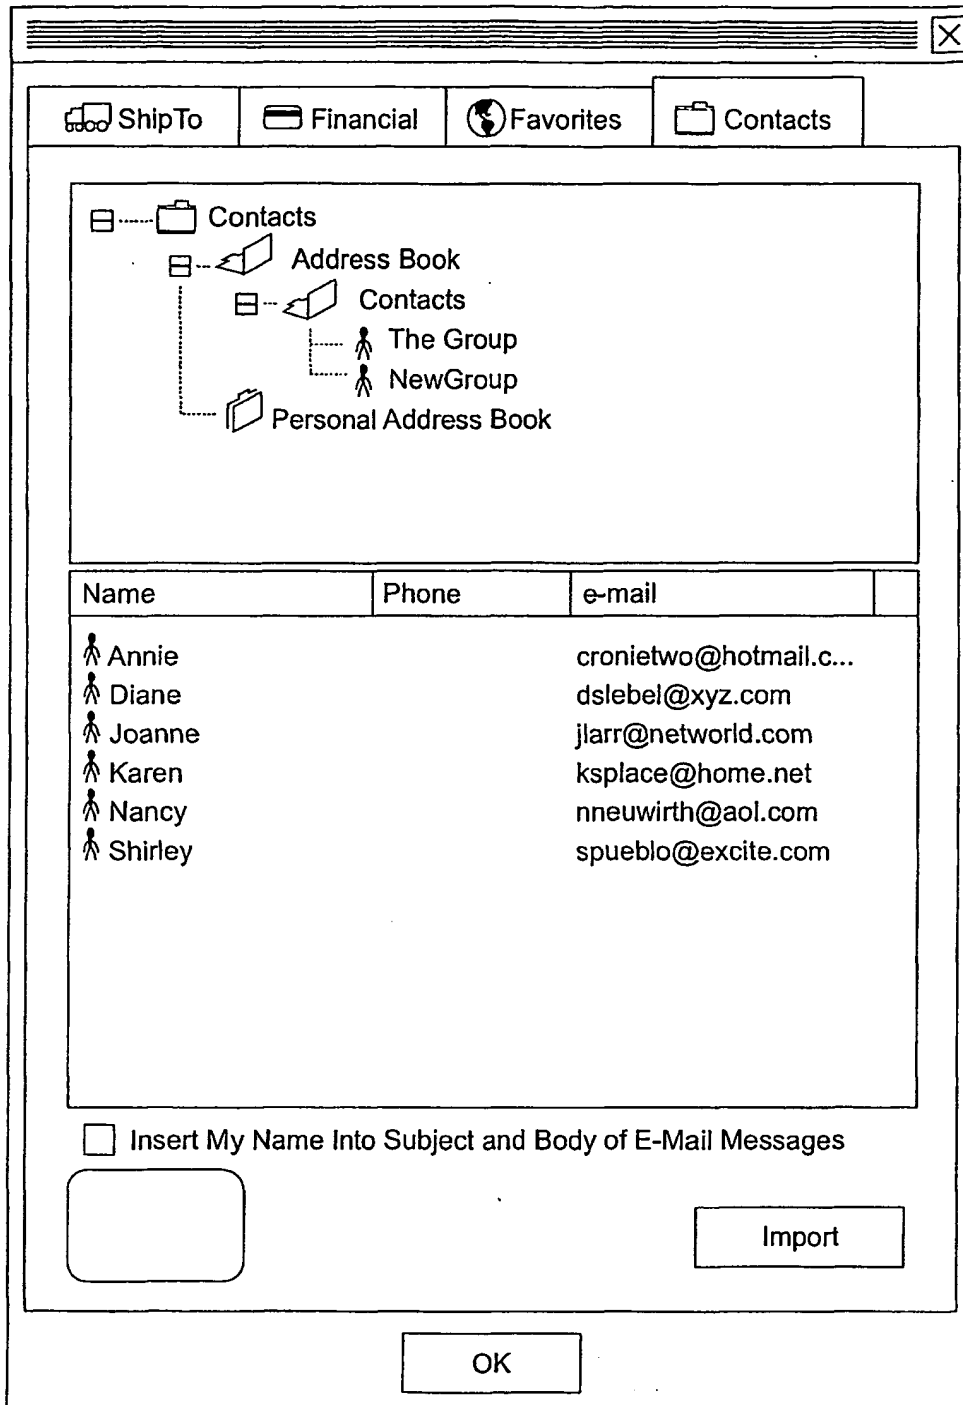 ShipTo Financial Favorites Contacts
Contacts
Address Book
Contacts
The Group
NewGroup
Personal Address Book
Name Phone e-mail
Annie cronietwo@hotmail.c...
Diane dslebel@xyz.com
Joanne jlarr@networld.com
Karen ksplace@home.net
Nancy nneuwirth@aol.com
Shirley spueblo@excite.com
Insert My Name Into Subject and Body of E-Mail Messages
Import
OK